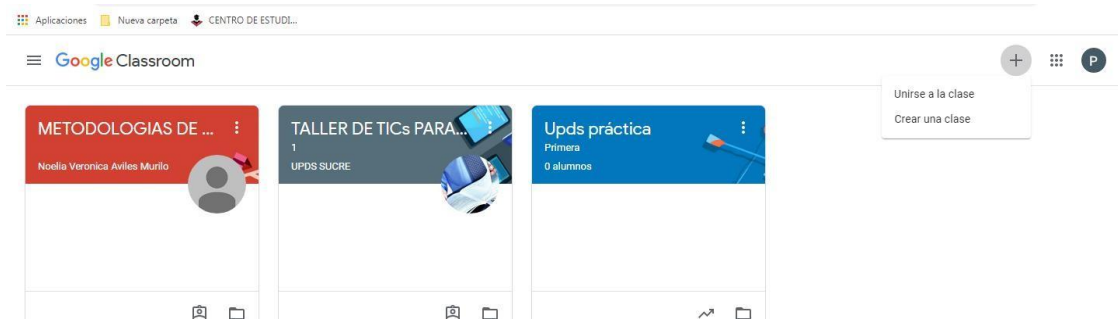 Aplicaciones Nueva carpeta CENTRO DE ESTUDI...
Google Classroom
P
Unirse a la clase
Crear una clase
METODOLOGIAS DE ...
Noelia Veronica Aviles Murilo
TALLER DE TICs PARA...
1
UPDS SUCRE
Upds práctica
Primera
0 alumnos